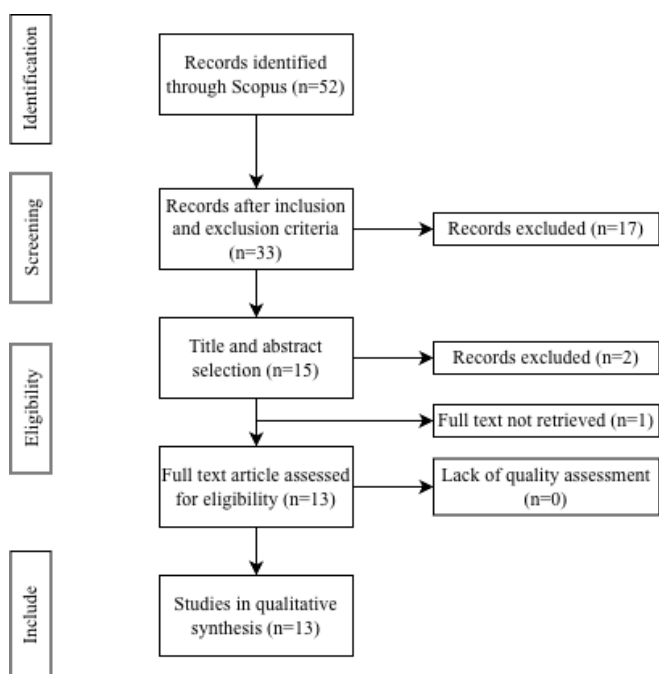 Identification
Records identified
through Scopus (n=52)
Screening
Records after inclusion
and exclusion criteria
(n=33)
Records excluded (n=17)
Eligibility
Title and abstract
selection (n=15)
Records excluded (n=2)
Full text not retrieved (n=1)
Full text article assessed
for eligibility (n=13)
Lack of quality assessment
(n=0)
Include
Studies in qualitative
synthesis (n=13)